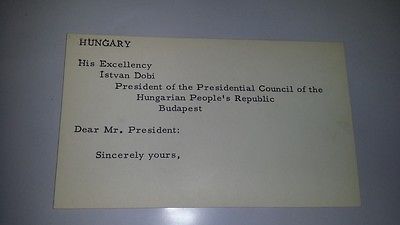 HUNGARY
His Excellency
Istvan Dobi
President of the Presidential Council of the
Hungarian People's Republic
Budapest
Dear Mr. President:
Sincerely yours,